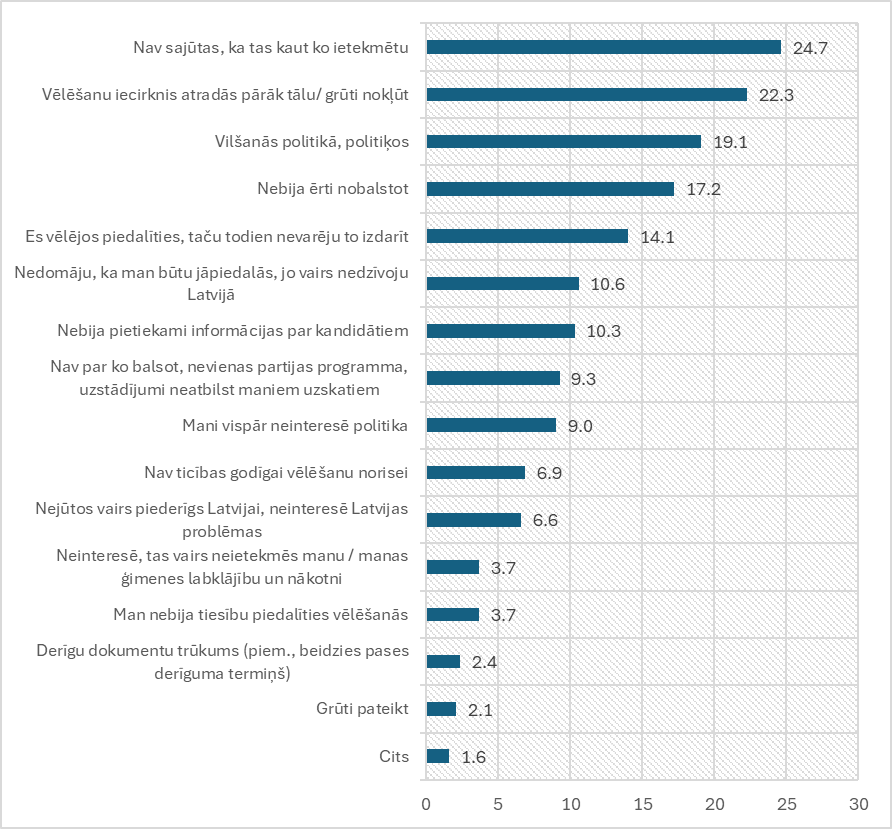 Nav sajūtas, ka tas kaut ko ietekmētu
24.7
Vēlēšanu iecirknis atradās pārāk tālu/ grūti nokļūt
22.3
Vilšanās politikā, politiķos
19.1
Nebija ērti nobalstot
17.2
Es vēlējos piedalīties, taču todien nevarēju to izdarīt
14.1
Nedomāju, ka man būtu jāpiedalās, jo vairs nedzīvoju
Latvijā
10.6
Nebija pietiekami informācijas par kandidātiem
10.3
Nav par ko balsot, nevienas partijas programma,
uzstādījumi neatbilst maniem uzskatiem
9.3
Mani vispār neinteresē politika
9.0
Nav ticības godīgai vēlēšanu norisei
6.9
Nejūtos vairs piederīgs Latvijai, neinteresē Latvijas
problēmas
6.6
Neinteresē, tas vairs neietekmēs manu / manas
ģimenes labklājību un nākotni
3.7
Man nebija tiesību piedalīties vēlēšanās
3.7
Derīgu dokumentu trūkums (piem., beidzies pases
derīguma termiņš)
2.4
Grūti pateikt
2.1
Cits
1.6
0 5 10 15 20 25 30